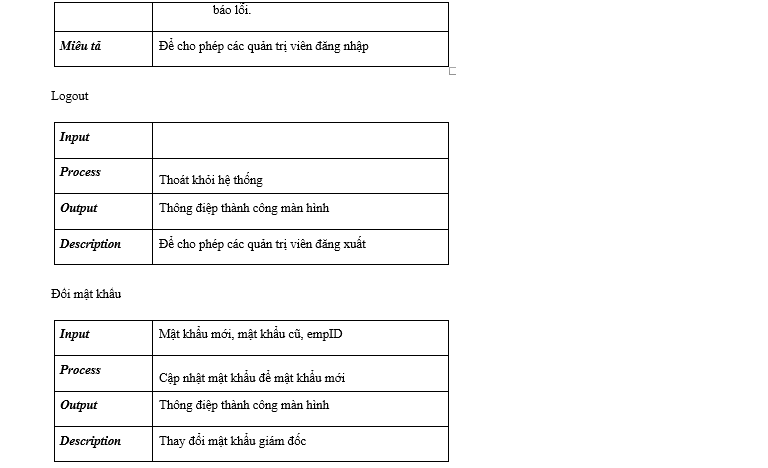 báo lỗi.
Miêu tả Để cho phép các quản trị viên đăng nhập
Logout
Input
Process Thoát khỏi hệ thống
Output Thông điệp thành công màn hình
Description Để cho phép các quản trị viên đăng xuất
Đổi mật khẩu
Input Mật khẩu mới, mật khẩu cũ, empID
Process Cập nhật mật khẩu để mật khẩu mới
Output Thông điệp thành công màn hình
Description Thay đổi mật khẩu giám đốc